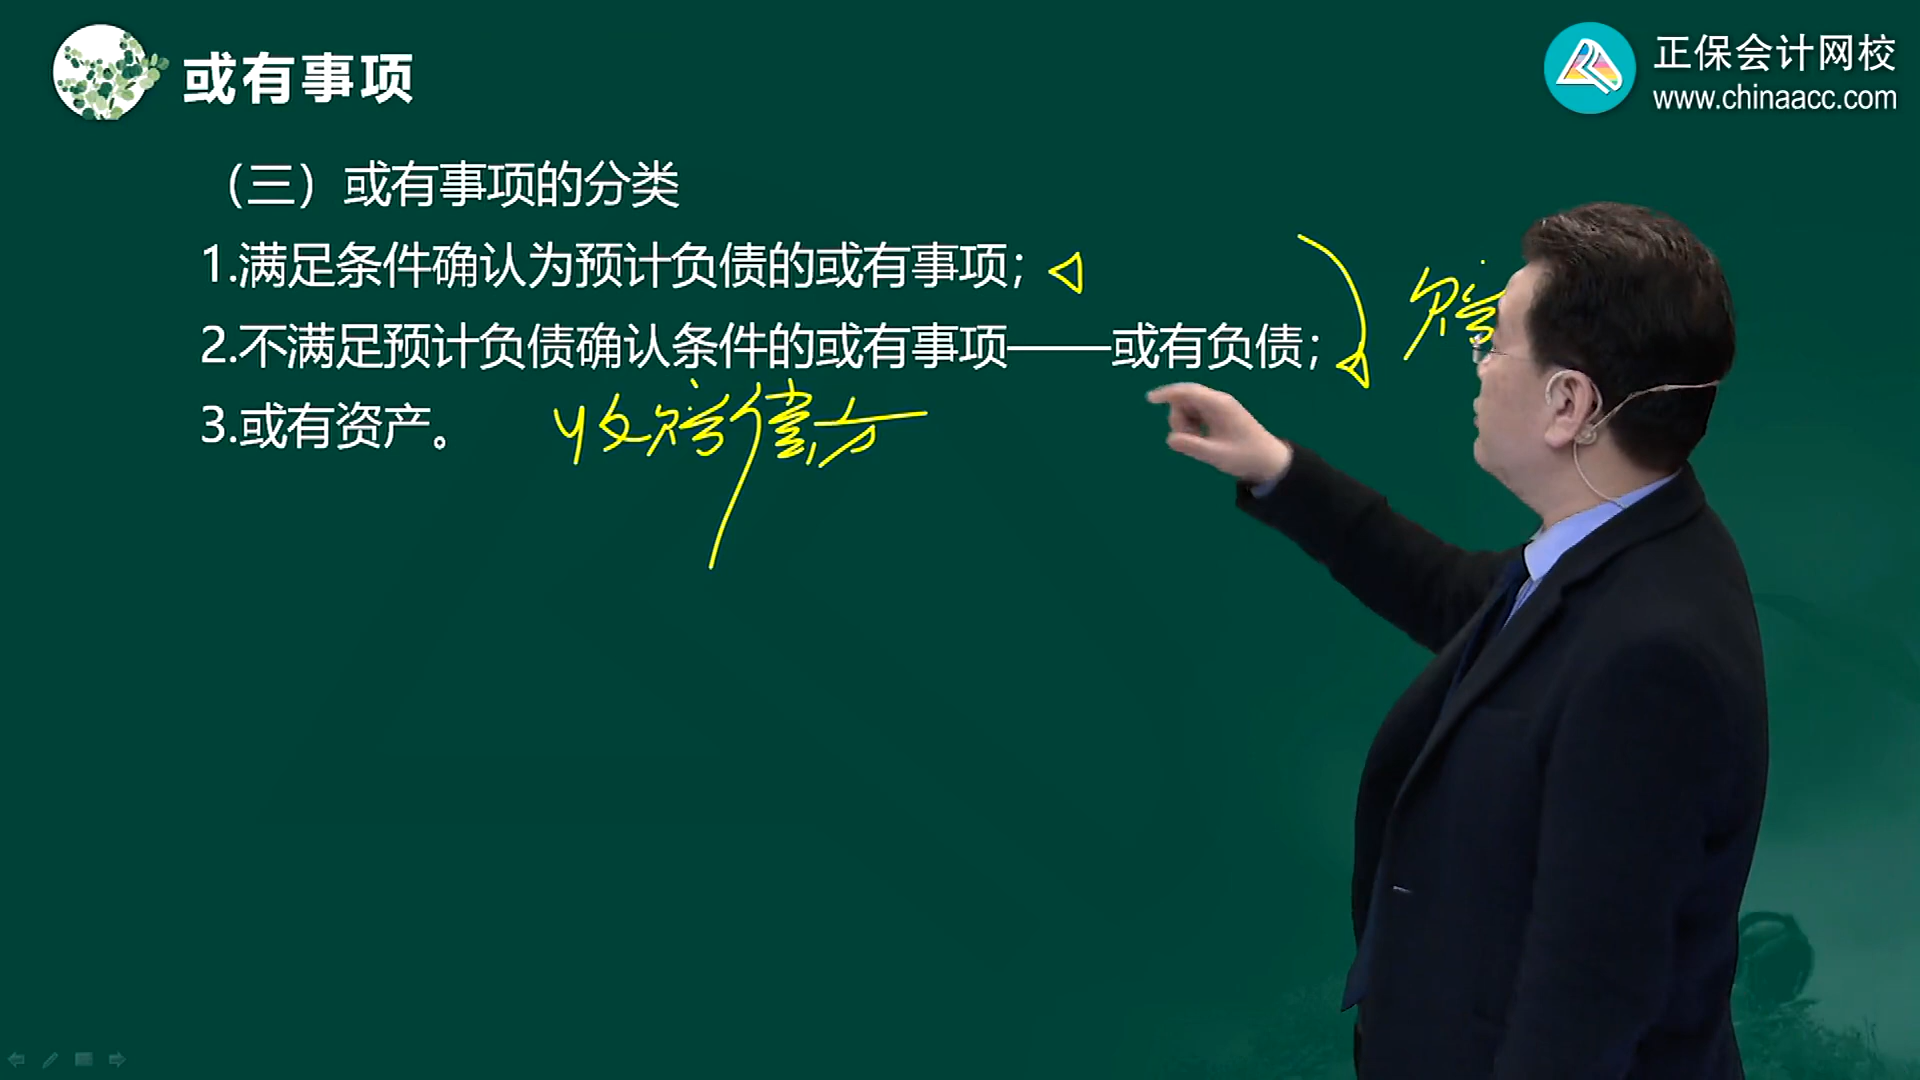 或有事项
正保会计网校
www.chinaacc.com
（三）或有事项的分类
1.满足条件确认为预计负债的或有事项；
2.不满足预计负债确认条件的或有事项——或有负债；
赔
3.或有资产。
收赔偿方